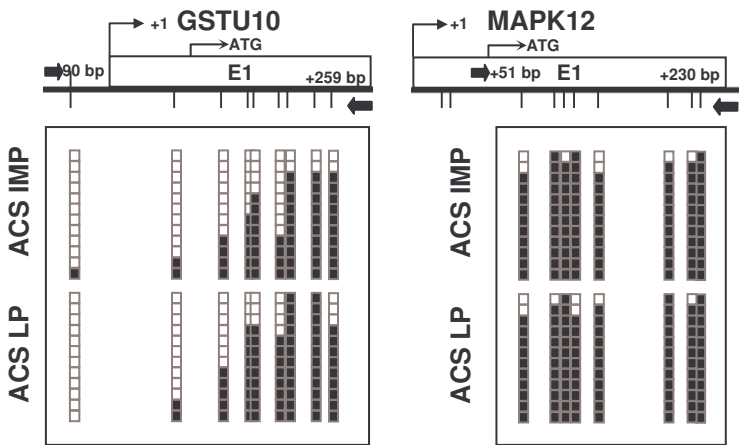 +1 GSTU10
ATG
90 bp
E1
+259 bp
+1 MAPK12
ATG
+51 bp
E1
+230 bp
ACS IMP
ACS LP
ACS IMP
ACS LP